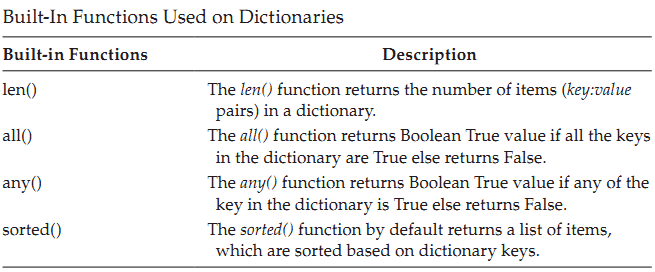 Built-In Functions Used on Dictionaries
Built-in Functions Description
len() The len() function returns the number of items (key:value
pairs) in a dictionary.
all() The all() function returns Boolean True value if all the keys
in the dictionary are True else returns False.
any() The any() function returns Boolean True value if any of the
key in the dictionary is True else returns False.
sorted() The sorted() function by default returns a list of items,
which are sorted based on dictionary keys.